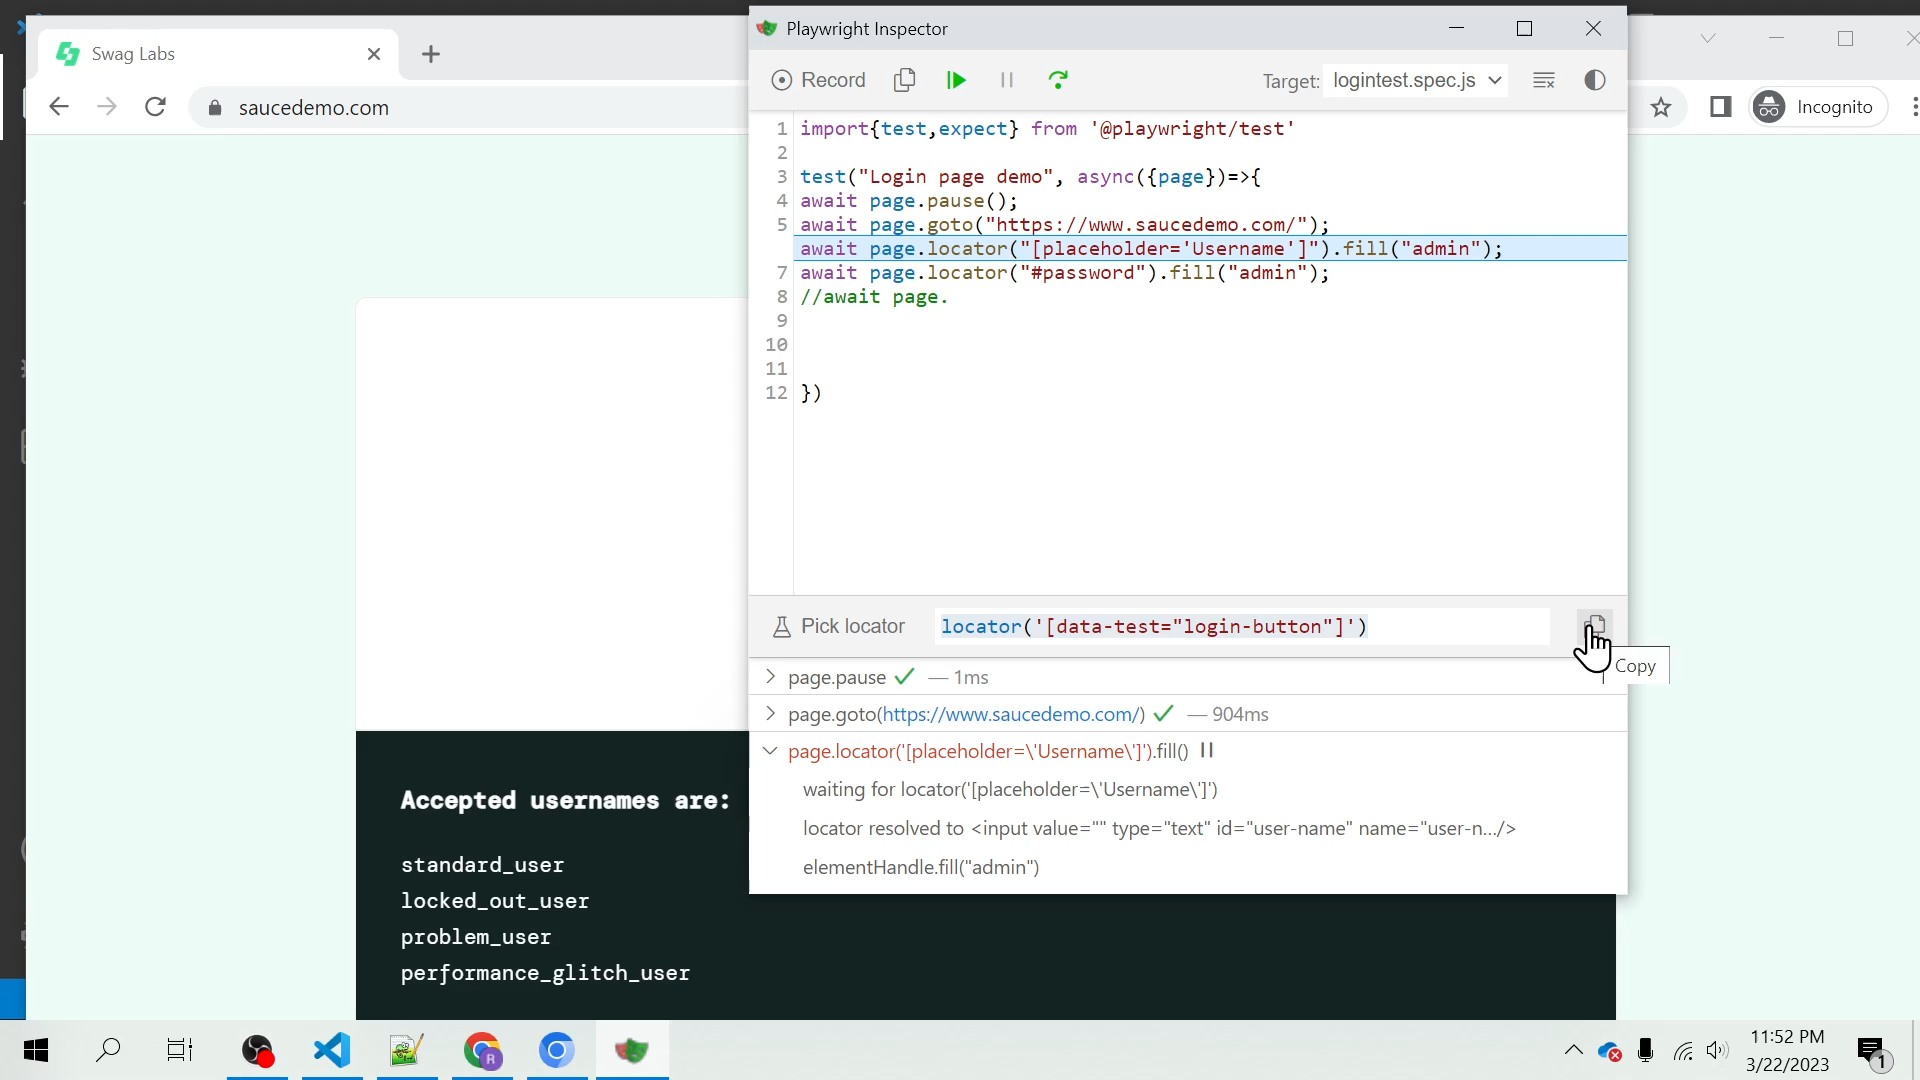 Swag Labs
saucedemo.com
Incognito
Playwright Inspector
Record
Target: logintest.spec.js
1 import{test,expect} from '@playwright/test'
2
3 test("Login page demo", async({page})=>{
4 await page.pause();
5 await page.goto("https://www.saucedemo.com/");
await page.locator("[placeholder='Username']").fill("admin");
7 await page.locator("#password").fill("admin");
8 //await page.
9
10
11
12 })
Pick locator
locator('[data-test="login-button"]')
Copy
page.pause — 1ms
page.goto(https://www.saucedemo.com/) — 904ms
page.locator('[placeholder=\'Username\']').fill()
waiting for locator('[placeholder=\'Username\']')
locator resolved to <input value="" type="text" id="user-name" name="user-n.../>
elementHandle.fill("admin")
Accepted usernames are:
standard_user
locked_out_user
problem_user
performance_glitch_user
R
11:52 PM
3/22/2023
1